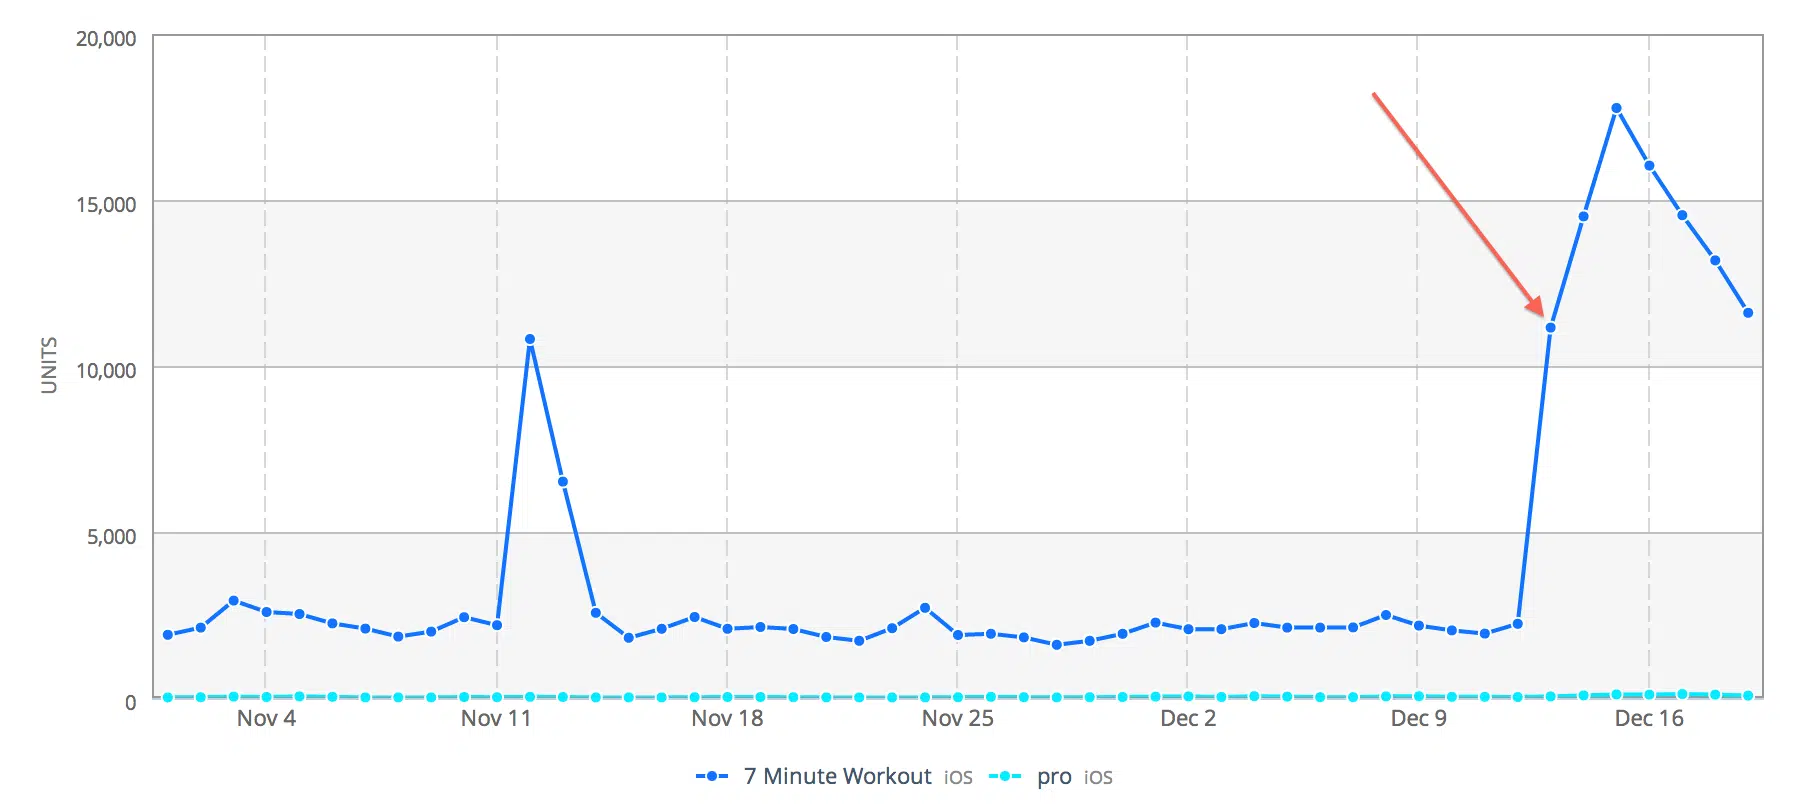 20,000
15,000
10,000
5,000
0
UNITS
Nov 4 Nov 11 Nov 18 Nov 25 Dec 2 Dec 9 Dec 16
7 Minute Workout iOS pro iOS